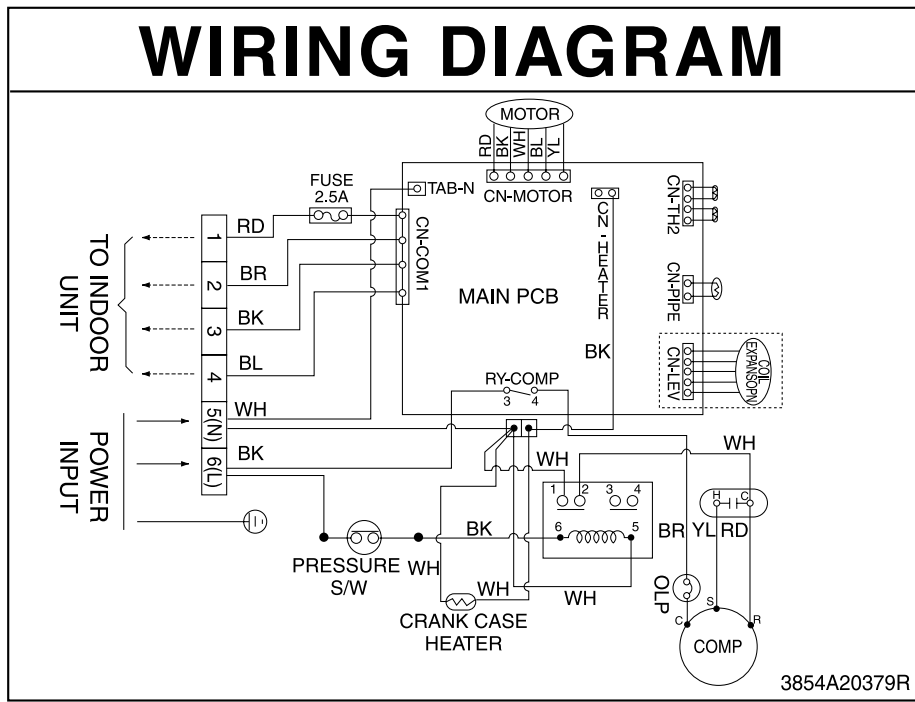 WIRING DIAGRAM
MOTOR
RD
BK
WH
BL
YL
CN-MOTOR
FUSE
2.5A
TAB-N
CN-COM1
MAIN PCB
CN-HEATER
CN-TH2
CN-PIPE
CN-LEV
COIL
EXPANSOPN
TO INDOOR
UNIT
1
RD
2
BR
3
BK
4
BL
5(N)
WH
6(L)
BK
POWER
INPUT
RY-COMP
3 4
BK
WH
WH
1 2 3 4
6 5
BK
PRESSURE
S/W
WH
WH
WH
CRANK CASE
HEATER
BR
YL
RD
H C
OLP
C
S
R
COMP
3854A20379R